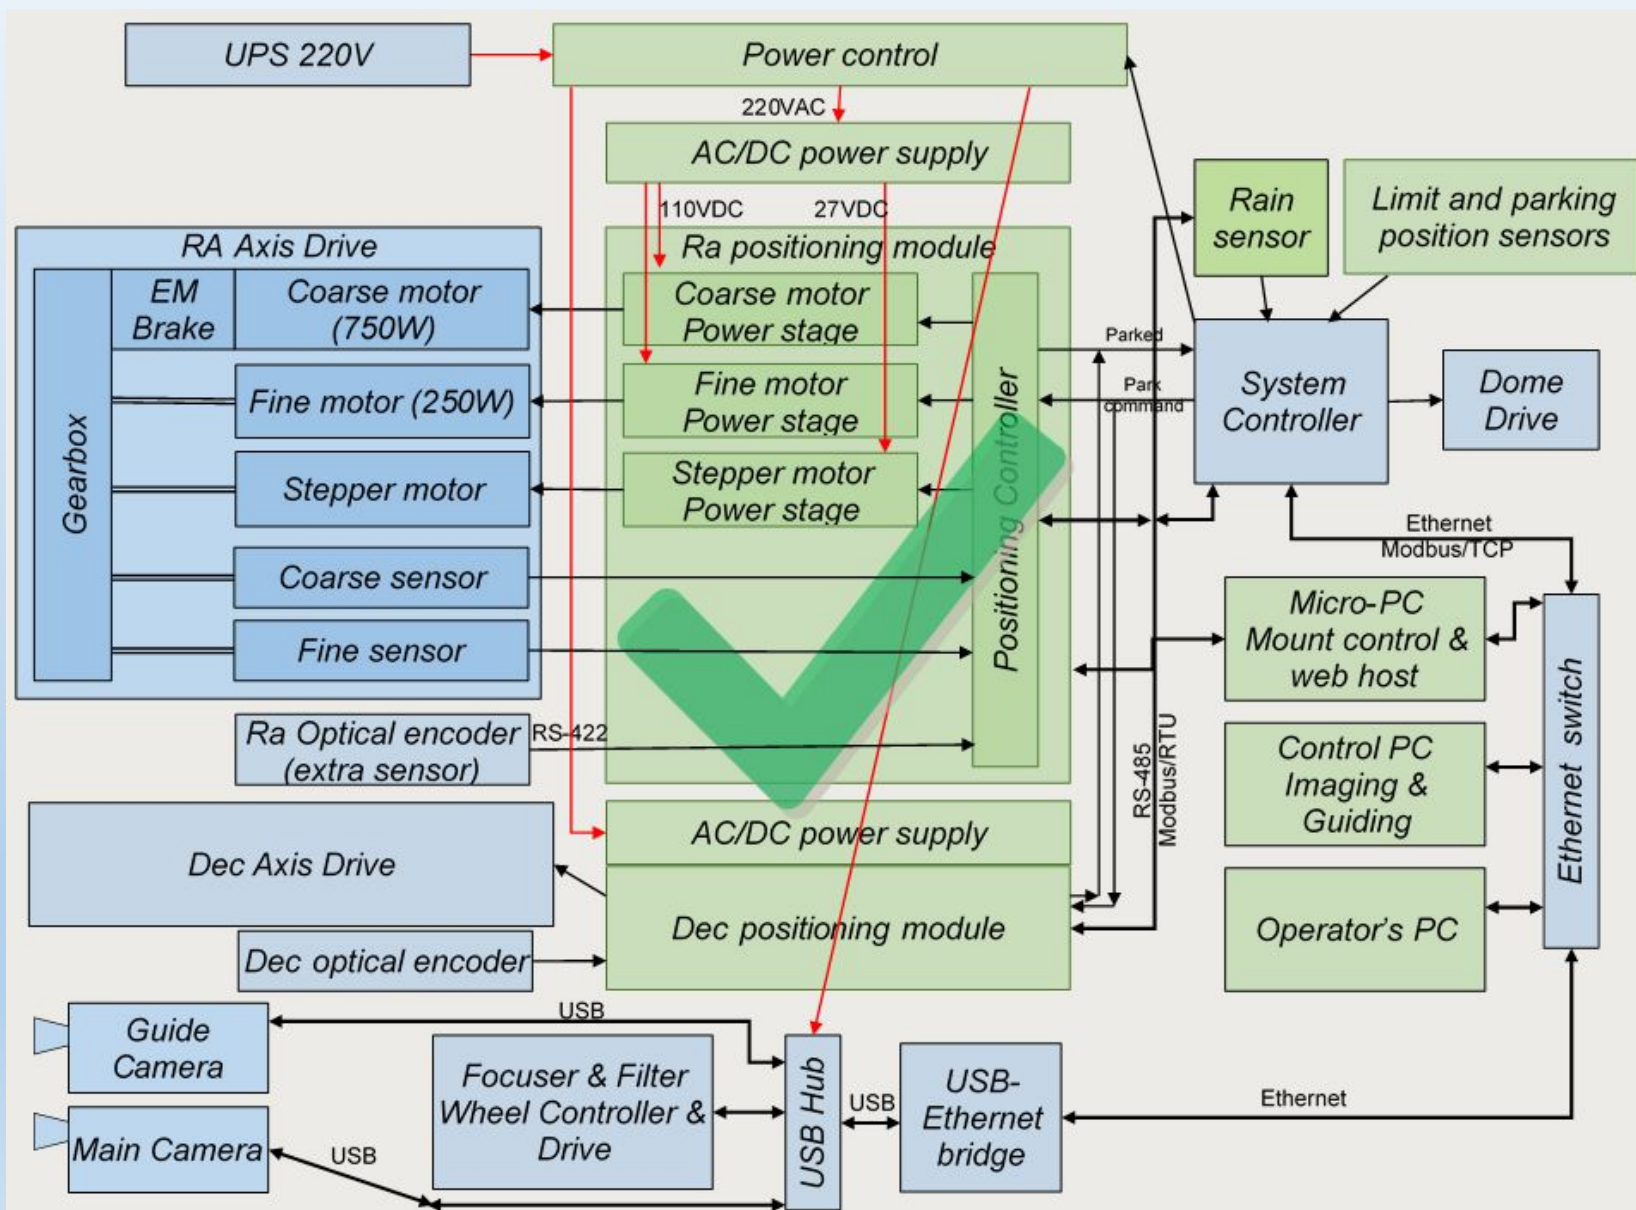 UPS 220V
Power control
220VAC
AC/DC power supply
110VDC
27VDC
Rain
sensor
Limit and parking
position sensors
RA Axis Drive
Ra positioning module
EM
Brake
Coarse motor
(750W)
Coarse motor
Power stage
Parked
Fine motor (250W)
Fine motor
Power stage
Park
command
System
Controller
Dome
Drive
Gearbox
Stepper motor
Stepper motor
Power stage
Positioning Controller
Ethernet
Modbus/TCP
Coarse sensor
Micro-PC
Mount control &
web host
Fine sensor
Ethernet switch
Ra Optical encoder
(extra sensor)
RS-422
RS-485
Modbus/RTU
Control PC
Imaging &
Guiding
AC/DC power supply
Dec Axis Drive
Dec positioning module
Operator's PC
Dec optical encoder
USB
Guide
Camera
Focuser & Filter
Wheel Controller &
Drive
USB Hub
USB
USB-
Ethernet
bridge
Ethernet
Main Camera
USB